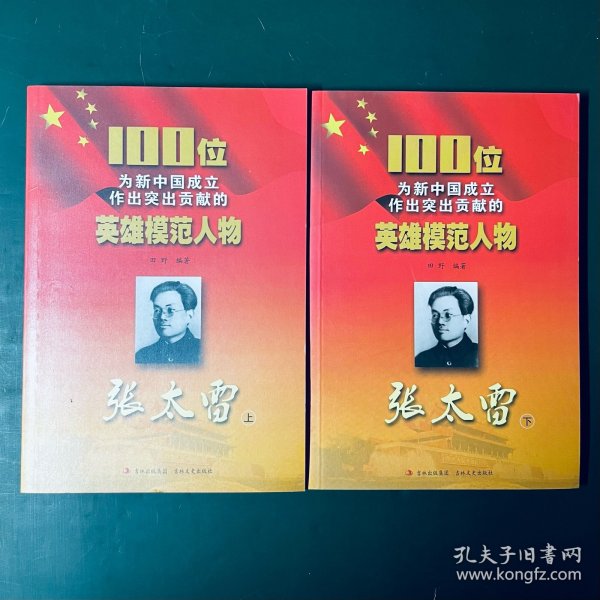 100位
为新中国成立
作出突出贡献的
英雄模范人物
田野 编著
张太雷 上
吉林出版集团 吉林文史出版社
100位
为新中国成立
作出突出贡献的
英雄模范人物
田野 编著
张太雷 下
吉林出版集团 吉林文史出版社
孔夫子旧书网
www.kongfz.com